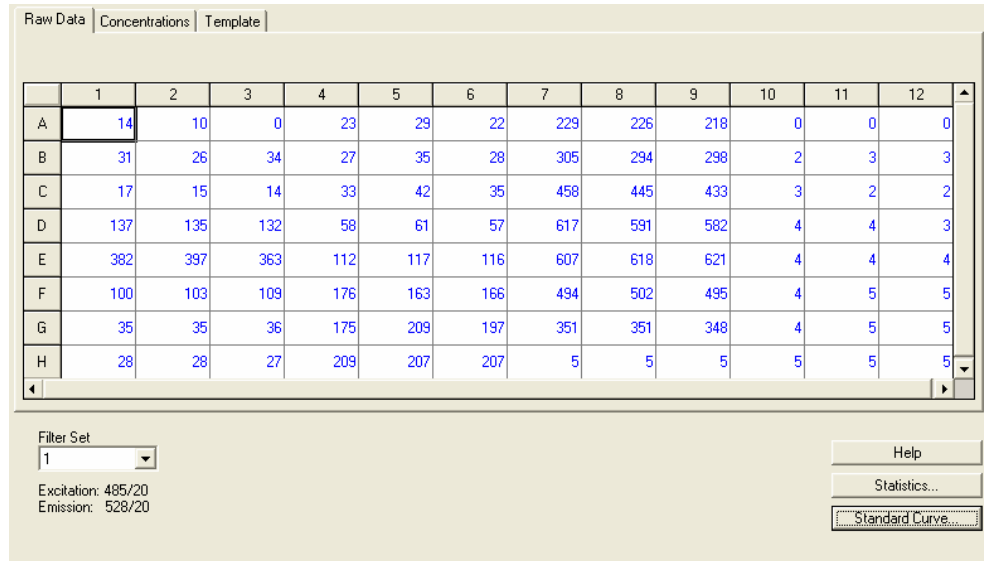 Raw Data Concentrations Template
1 2 3 4 5 6 7 8 9 10 11 12
A 14 10 0 23 29 22 229 226 218 0 0 0
B 31 26 34 27 35 28 305 294 298 2 3 3
C 17 15 14 33 42 35 458 445 433 3 2 2
D 137 135 132 58 61 57 617 591 582 4 4 3
E 382 397 363 112 117 116 607 618 621 4 4 4
F 100 103 109 176 163 166 494 502 495 4 5 5
G 35 35 36 175 209 197 351 351 348 4 5 5
H 28 28 27 209 207 207 5 5 5 5 5 5
Filter Set
1
Help
Excitation: 485/20
Statistics...
Emission: 528/20
Standard Curve...